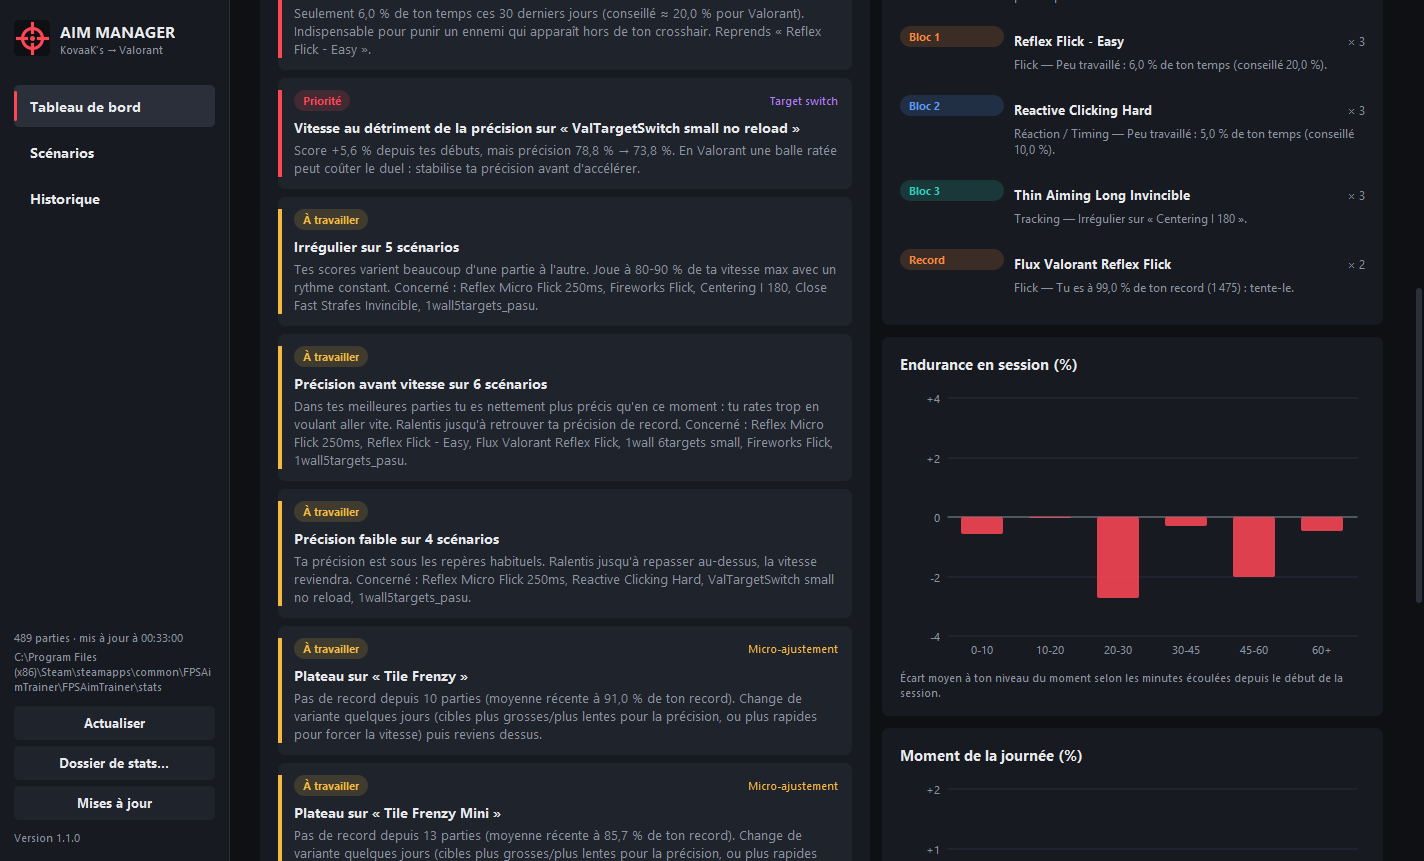 AIM MANAGER
KovaaK's → Valorant
Tableau de bord
Scénarios
Historique
489 parties · mis à jour à 00:33:00
C:\Program Files
(x86)\Steam\steamapps\common\FPSAi
mTrainer\FPSAimTrainer\stats
Actualiser
Dossier de stats...
Mises à jour
Version 1.1.0
Seulement 6,0 % de ton temps ces 30 derniers jours (conseillé ≈ 20,0 % pour Valorant).
Indispensable pour punir un ennemi qui apparaît hors de ton crosshair. Reprends « Reflex
Flick - Easy ».
Priorité
Target switch
Vitesse au détriment de la précision sur « ValTargetSwitch small no reload »
Score +5,6 % depuis tes débuts, mais précision 78,8 % → 73,8 %. En Valorant une balle ratée
peut coûter le duel : stabilise ta précision avant d'accélérer.
À travailler
Irrégulier sur 5 scénarios
Tes scores varient beaucoup d'une partie à l'autre. Joue à 80-90 % de ta vitesse max avec un
rythme constant. Concerné : Reflex Micro Flick 250ms, Fireworks Flick, Centering I 180, Close
Fast Strafes Invincible, 1wall5targets_pasu.
À travailler
Précision avant vitesse sur 6 scénarios
Dans tes meilleures parties tu es nettement plus précis qu'en ce moment : tu rates trop en
voulant aller vite. Ralentis jusqu'à retrouver ta précision de record. Concerné : Reflex Micro
Flick 250ms, Reflex Flick - Easy, Flux Valorant Reflex Flick, 1wall 6targets small, Fireworks Flick,
1wall5targets_pasu.
À travailler
Précision faible sur 4 scénarios
Ta précision est sous les repères habituels. Ralentis jusqu'à repasser au-dessus, la vitesse
reviendra. Concerné : Reflex Micro Flick 250ms, Reactive Clicking Hard, ValTargetSwitch small
no reload, 1wall5targets_pasu.
À travailler
Micro-ajustement
Plateau sur « Tile Frenzy »
Pas de record depuis 10 parties (moyenne récente à 91,0 % de ton record). Change de
variante quelques jours (cibles plus grosses/plus lentes pour la précision, ou plus rapides
pour forcer la vitesse) puis reviens dessus.
À travailler
Micro-ajustement
Plateau sur « Tile Frenzy Mini »
Pas de record depuis 13 parties (moyenne récente à 85,7 % de ton record). Change de
variante quelques jours (cibles plus grosses/plus lentes pour la précision, ou plus rapides
Bloc 1
Reflex Flick - Easy
× 3
Flick — Peu travaillé : 6,0 % de ton temps (conseillé 20,0 %).
Bloc 2
Reactive Clicking Hard
× 3
Réaction / Timing — Peu travaillé : 5,0 % de ton temps (conseillé
10,0 %).
Bloc 3
Thin Aiming Long Invincible
× 3
Tracking — Irrégulier sur « Centering I 180 ».
Record
Flux Valorant Reflex Flick
× 2
Flick — Tu es à 99,0 % de ton record (1 475) : tente-le.
Endurance en session (%)
+4
+2
0
-2
-4
0-10
10-20
20-30
30-45
45-60
60+
Écart moyen à ton niveau du moment selon les minutes écoulées depuis le début de la
session.
Moment de la journée (%)
+2
+1